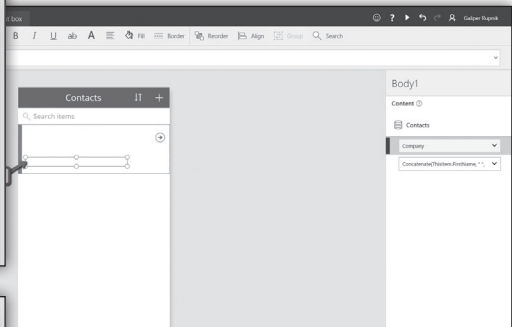 t box
? Gašper Rupnik
B I U ab A Fill Border Reorder Align Group Search
Body1
Contacts
Content ?
Search items
Contacts
Company
Concatenate(ThisItem.FirstName, " ",